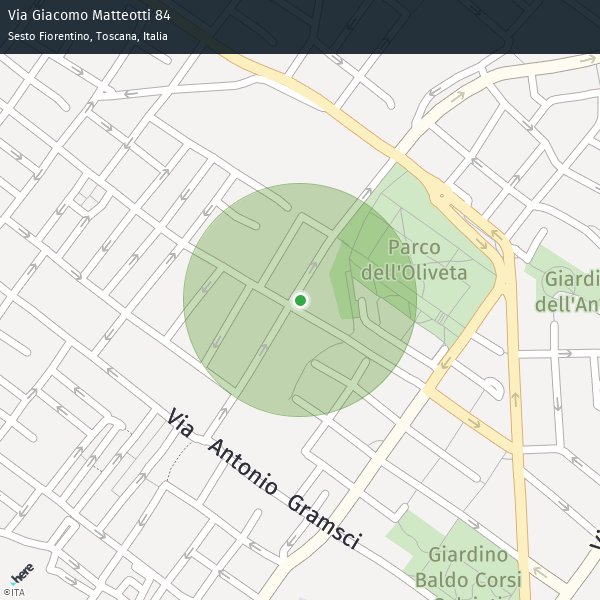 Via Giacomo Matteotti 84
Sesto Fiorentino, Toscana, Italia
Parco
dell'Oliveta
Giardi
dell'An
Via Antonio Gramsci
Giardino
Baldo Corsi
here
©ITA